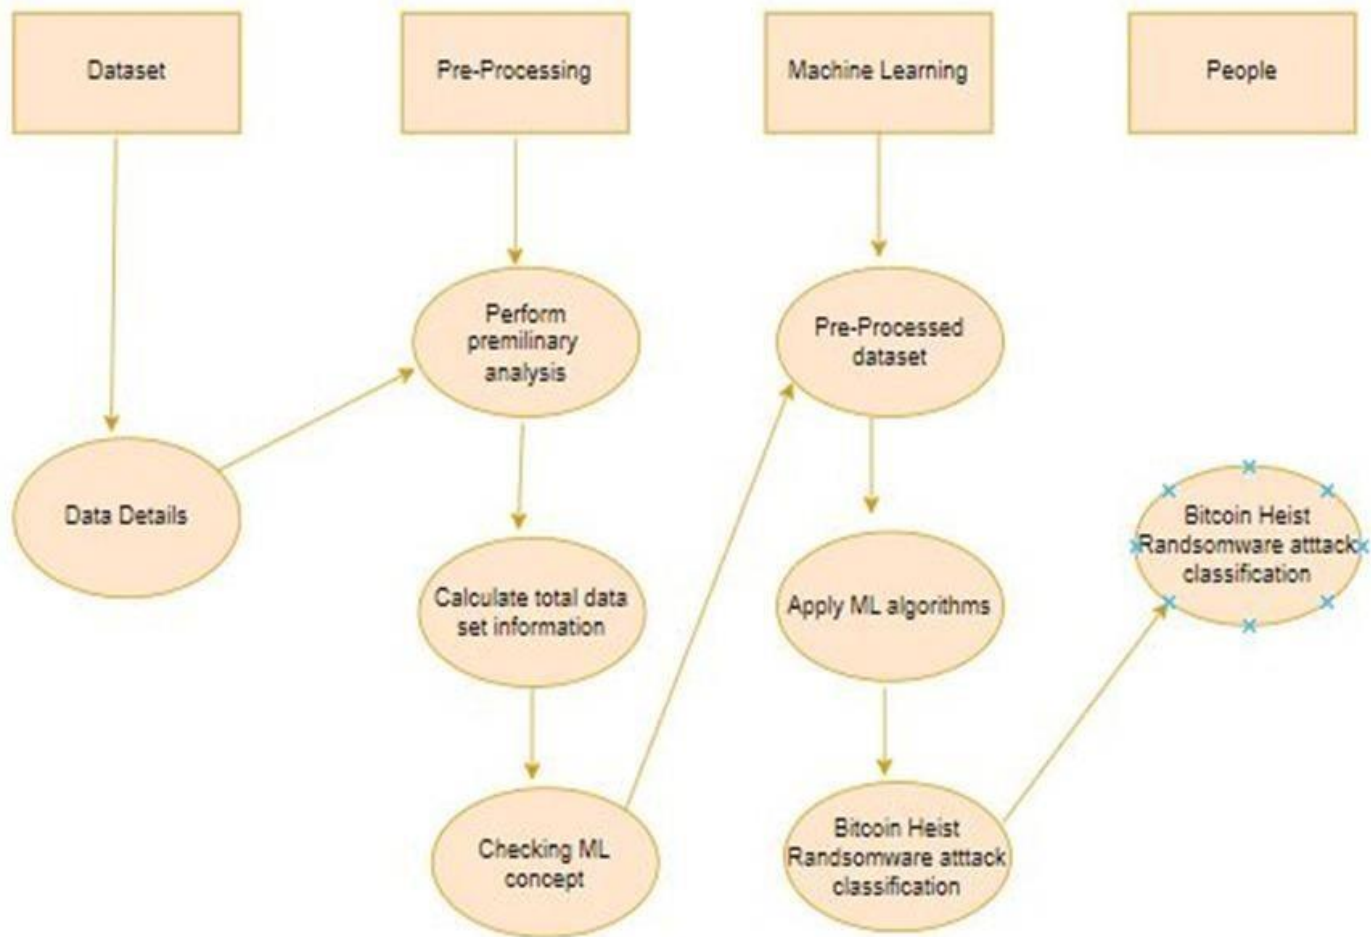 Dataset
Pre-Processing
Machine Learning
People
Perform
premilinary
analysis
Pre-Processed
dataset
Data Details
Bitcoin Heist
Randsomware atttack
classification
Calculate total data
set information
Apply ML algorithms
Checking ML
concept
Bitcoin Heist
Randsomware atttack
classification